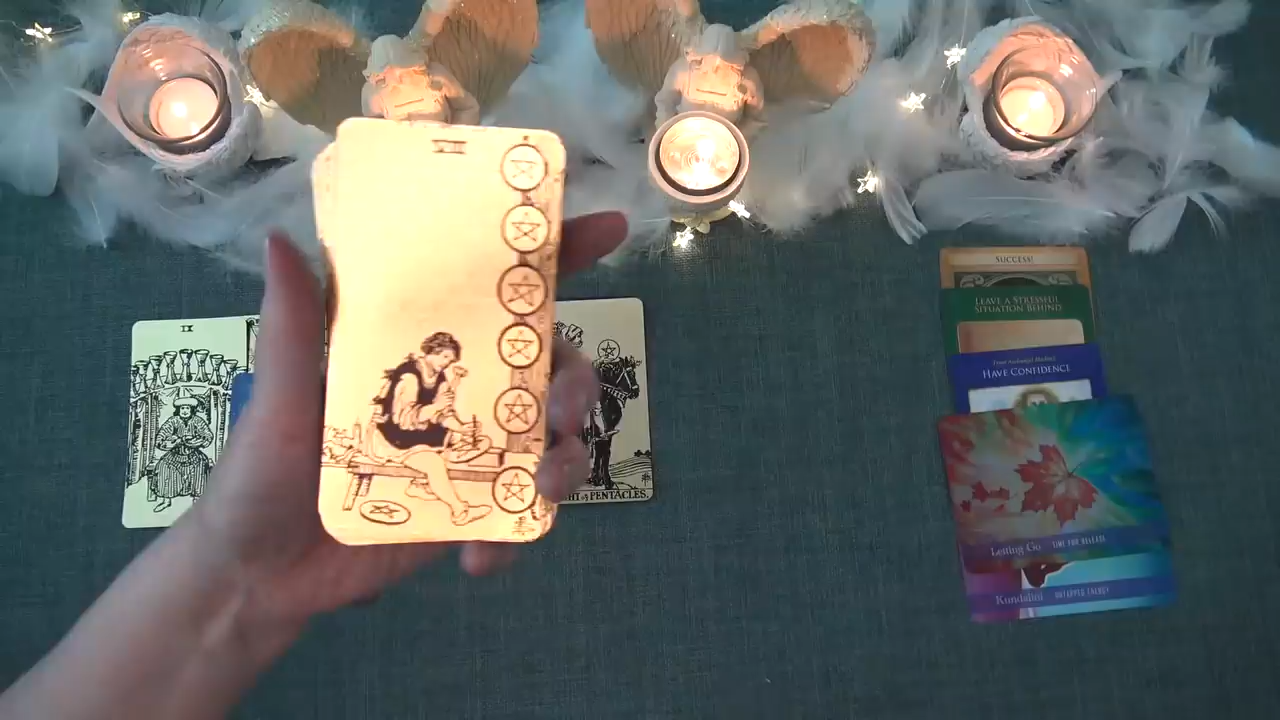 IX
PENTACLES.
SUCCESS!
LEAVE A STRESSFUL
SITUATION BEHIND
HAVE CONFIDENCE
Letting Go TIME FOR RELEASE
Kundalini UNTAPPED ENERGY